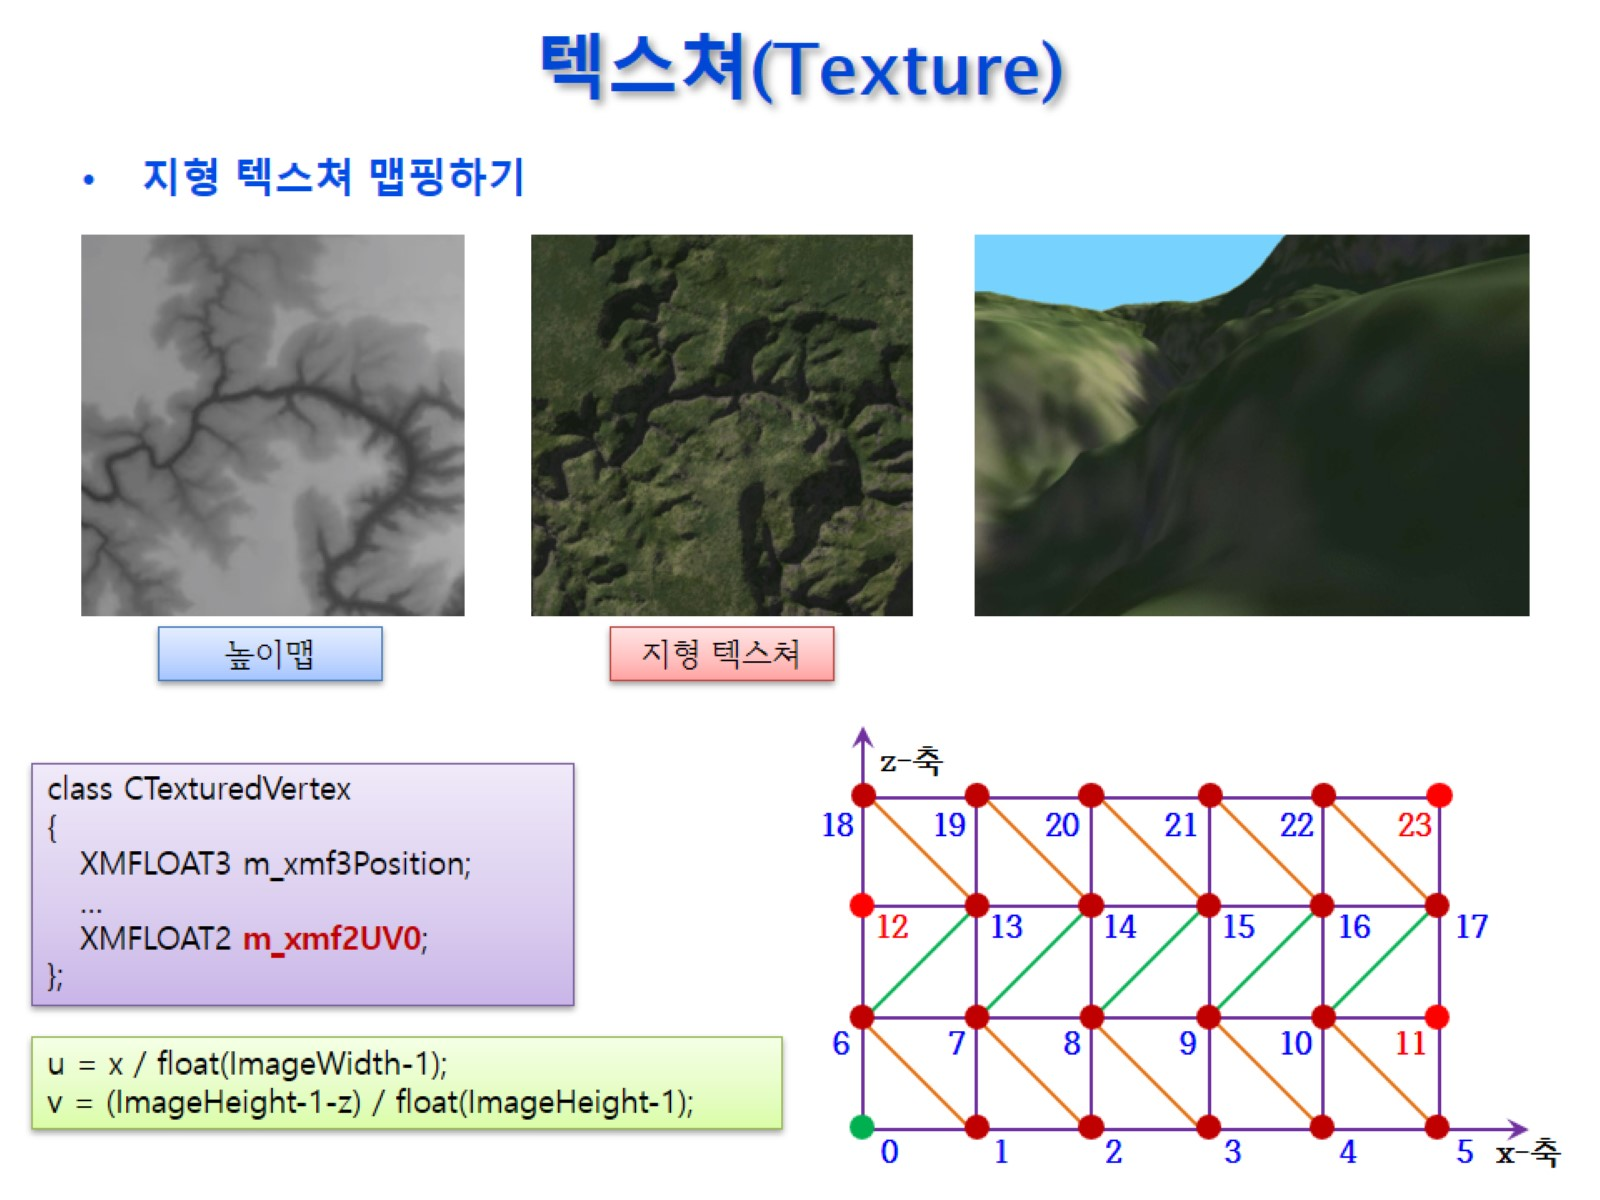 텍스쳐(Texture)
• 지형 텍스쳐 맵핑하기
높이맵
지형 텍스쳐
class CTexturedVertex
{
XMFLOAT3 m_xmf3Position;
...
XMFLOAT2 m_xmf2UV0;
};
u = x / float(ImageWidth-1);
v = (ImageHeight-1-z) / float(ImageHeight-1);
z-축
18 19 20 21 22 23
12 13 14 15 16 17
6 7 8 9 10 11
0 1 2 3 4 5 x-축